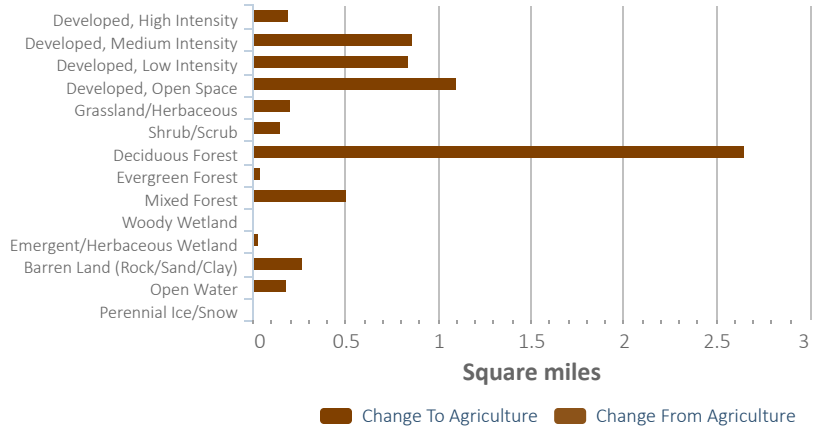 Developed, High Intensity
Developed, Medium Intensity
Developed, Low Intensity
Developed, Open Space
Grassland/Herbaceous
Shrub/Scrub
Deciduous Forest
Evergreen Forest
Mixed Forest
Woody Wetland
Emergent/Herbaceous Wetland
Barren Land (Rock/Sand/Clay)
Open Water
Perennial Ice/Snow
0 0.5 1 1.5 2 2.5 3
Square miles
Change To Agriculture Change From Agriculture